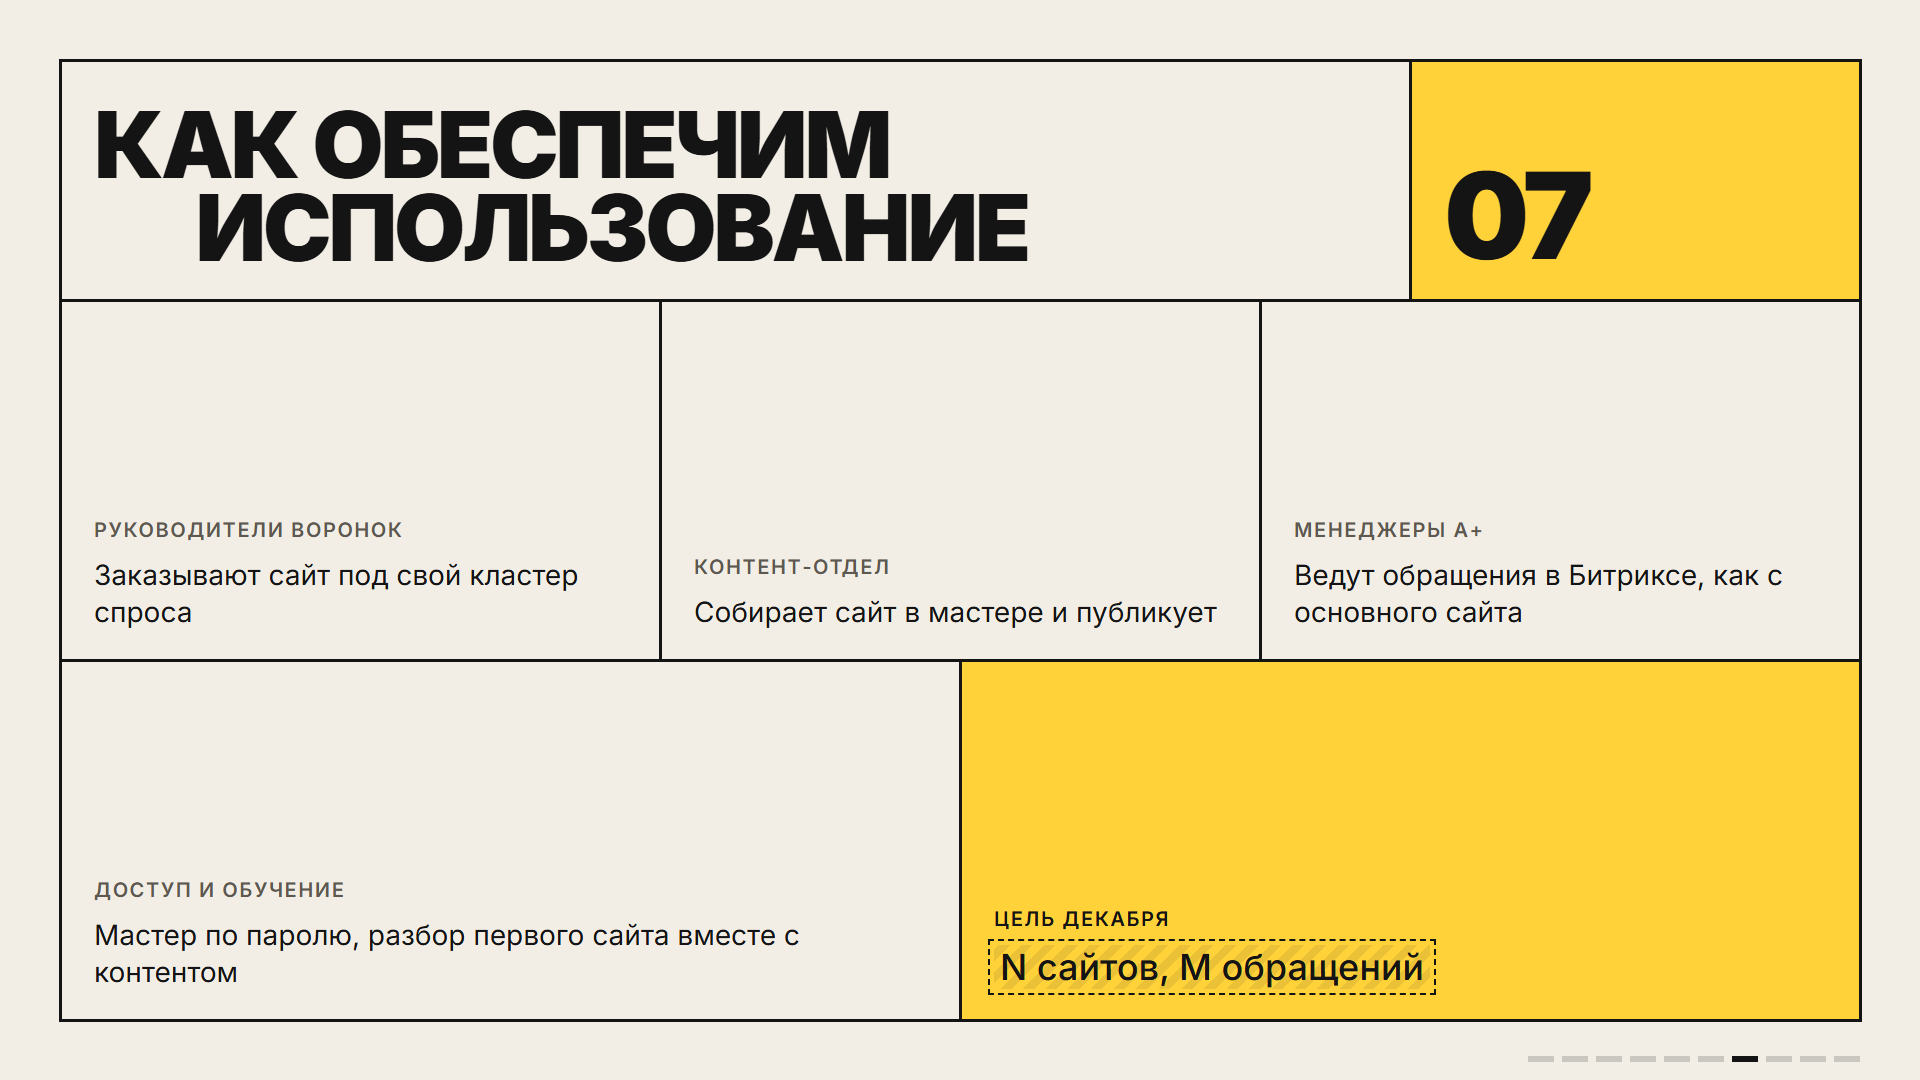 КАК ОБЕСПЕЧИМ
ИСПОЛЬЗОВАНИЕ
07
РУКОВОДИТЕЛИ ВОРОНОК
Заказывают сайт под свой кластер
спроса
КОНТЕНТ-ОТДЕЛ
Собирает сайт в мастере и публикует
МЕНЕДЖЕРЫ А+
Ведут обращения в Битриксе, как с
основного сайта
ДОСТУП И ОБУЧЕНИЕ
Мастер по паролю, разбор первого сайта вместе с
контентом
ЦЕЛЬ ДЕКАБРЯ
N сайтов, M обращений